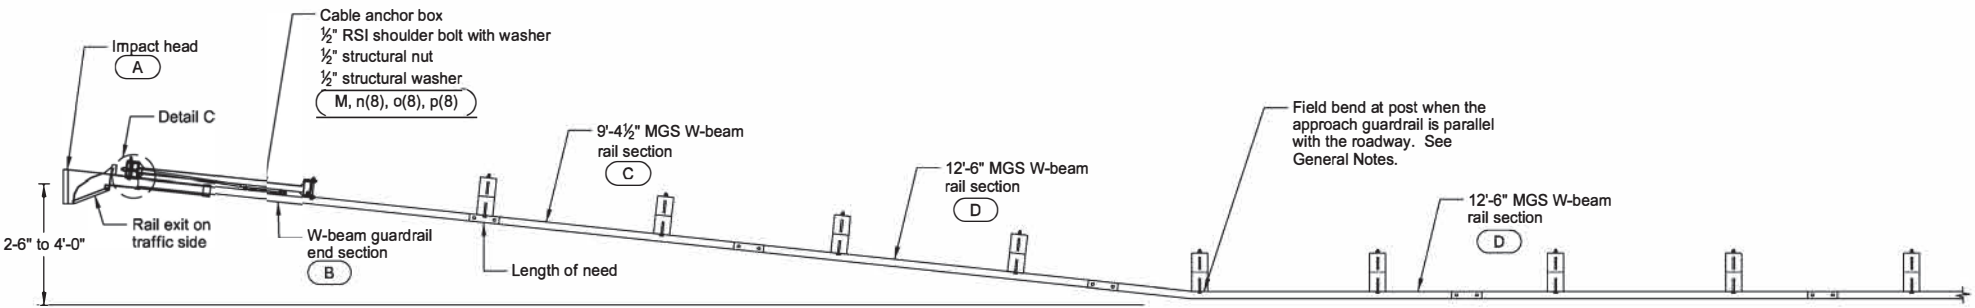 Impact head
A
Cable anchor box
½" RSI shoulder bolt with washer
½" structural nut
½" structural washer
M, n(8), o(8), p(8)
Detail C
9'-4½" MGS W-beam
rail section
C
12'-6" MGS W-beam
rail section
D
Field bend at post when the
approach guardrail is parallel
with the roadway. See
General Notes.
12'-6" MGS W-beam
rail section
D
Rail exit on
traffic side
2-6" to 4'-0"
W-beam guardrail
end section
B
Length of need